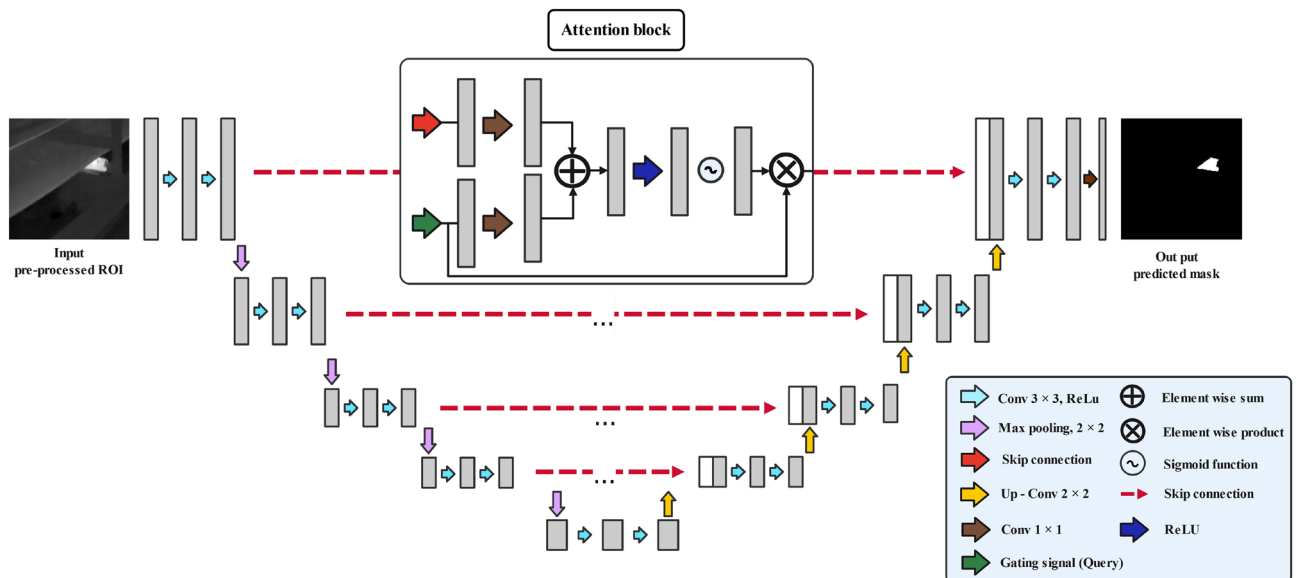 Attention block
Input
pre-processed ROI
Out put
predicted mask
...
...
...
Conv 3 × 3, ReLu
Max pooling, 2 × 2
Skip connection
Up - Conv 2 × 2
Conv 1 × 1
Gating signal (Query)
Element wise sum
Element wise product
Sigmoid function
Skip connection
ReLU